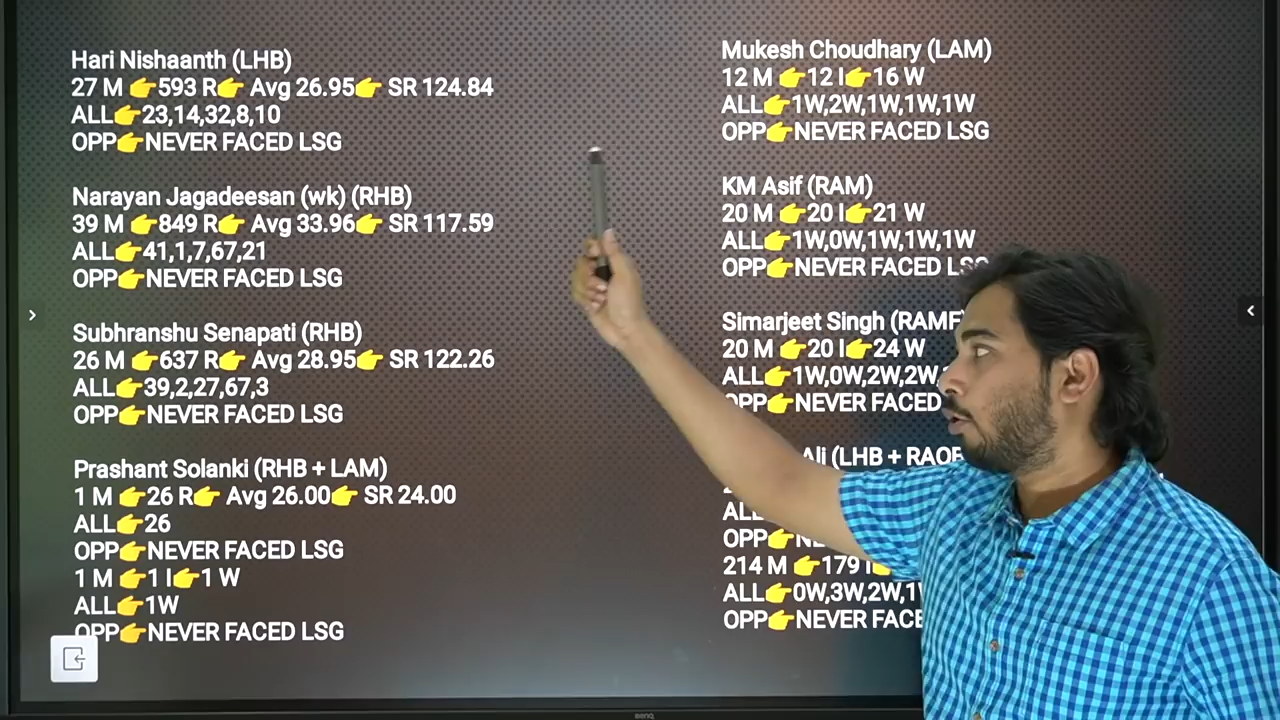 Hari Nishaanth (LHB)
27 M 👉593 R👉 Avg 26.95👉 SR 124.84
ALL👉23,14,32,8,10
OPP👉NEVER FACED LSG
Narayan Jagadeesan (wk) (RHB)
39 M 👉849 R👉 Avg 33.96👉 SR 117.59
ALL👉41,1,7,67,21
OPP👉NEVER FACED LSG
Subhranshu Senapati (RHB)
26 M 👉637 R👉 Avg 28.95👉 SR 122.26
ALL👉39,2,27,67,3
OPP👉NEVER FACED LSG
Prashant Solanki (RHB + LAM)
1 M 👉26 R👉 Avg 26.00👉 SR 24.00
ALL👉26
OPP👉NEVER FACED LSG
1 M 👉1 I👉1 W
ALL👉1W
OPP👉NEVER FACED LSG
Mukesh Choudhary (LAM)
12 M 👉12 I👉16 W
ALL👉1W,2W,1W,1W,1W
OPP👉NEVER FACED LSG
KM Asif (RAM)
20 M 👉20 I👉21 W
ALL👉1W,0W,1W,1W,1W
OPP👉NEVER FACED LSG
Simarjeet Singh (RAMF)
20 M 👉20 I👉24 W
ALL👉1W,0W,2W,2W,
OPP👉NEVER FACED
Ali (LHB + RAOB
ALL
OPP👉NE
214 M 👉179 I👉
ALL👉0W,3W,2W,1W
OPP👉NEVER FACE
BenQ